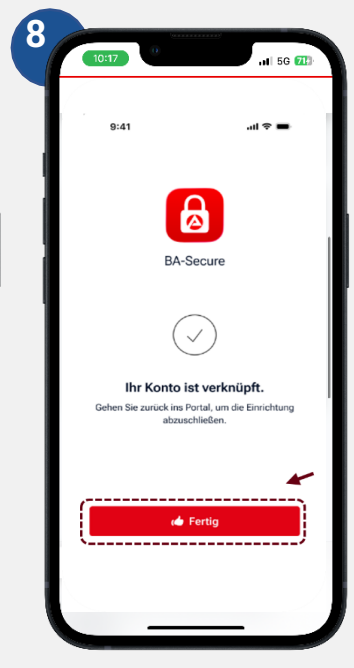 8
10:17
5G 71
9:41
BA-Secure
Ihr Konto ist verknüpft.
Gehen Sie zurück ins Portal, um die Einrichtung
abzuschließen.
Fertig